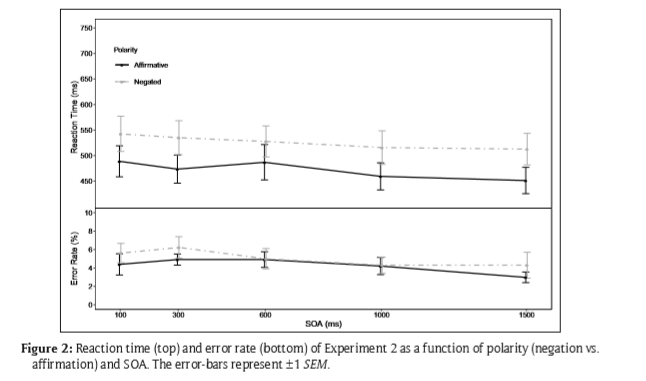 750
700
650
600
550
500
450
Reaction Time (ms)
Polarity
Affirmative
Negated
10
8
6
4
2
0
Error Rate (%)
100 300 600 1000 1500
SOA (ms)
Figure 2: Reaction time (top) and error rate (bottom) of Experiment 2 as a function of polarity (negation vs.
affirmation) and SOA. The error-bars represent ±1 SEM.